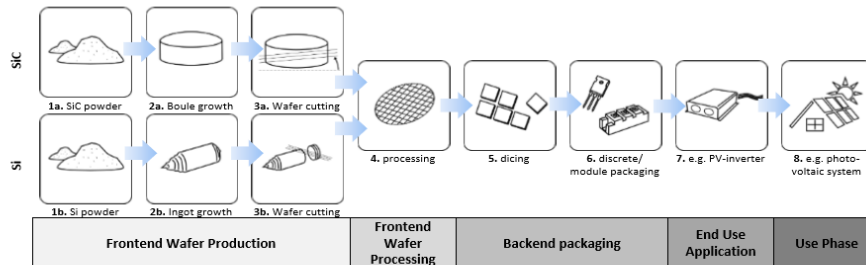 SiC
1a. SiC powder
2a. Boule growth
3a. Wafer cutting
Si
1b. Si powder
2b. Ingot growth
3b. Wafer cutting
4. processing
5. dicing
6. discrete/
module packaging
7. e.g. PV-inverter
8. e.g. photo-
voltaic system
Frontend Wafer Production
Frontend
Wafer
Processing
Backend packaging
End Use
Application
Use Phase